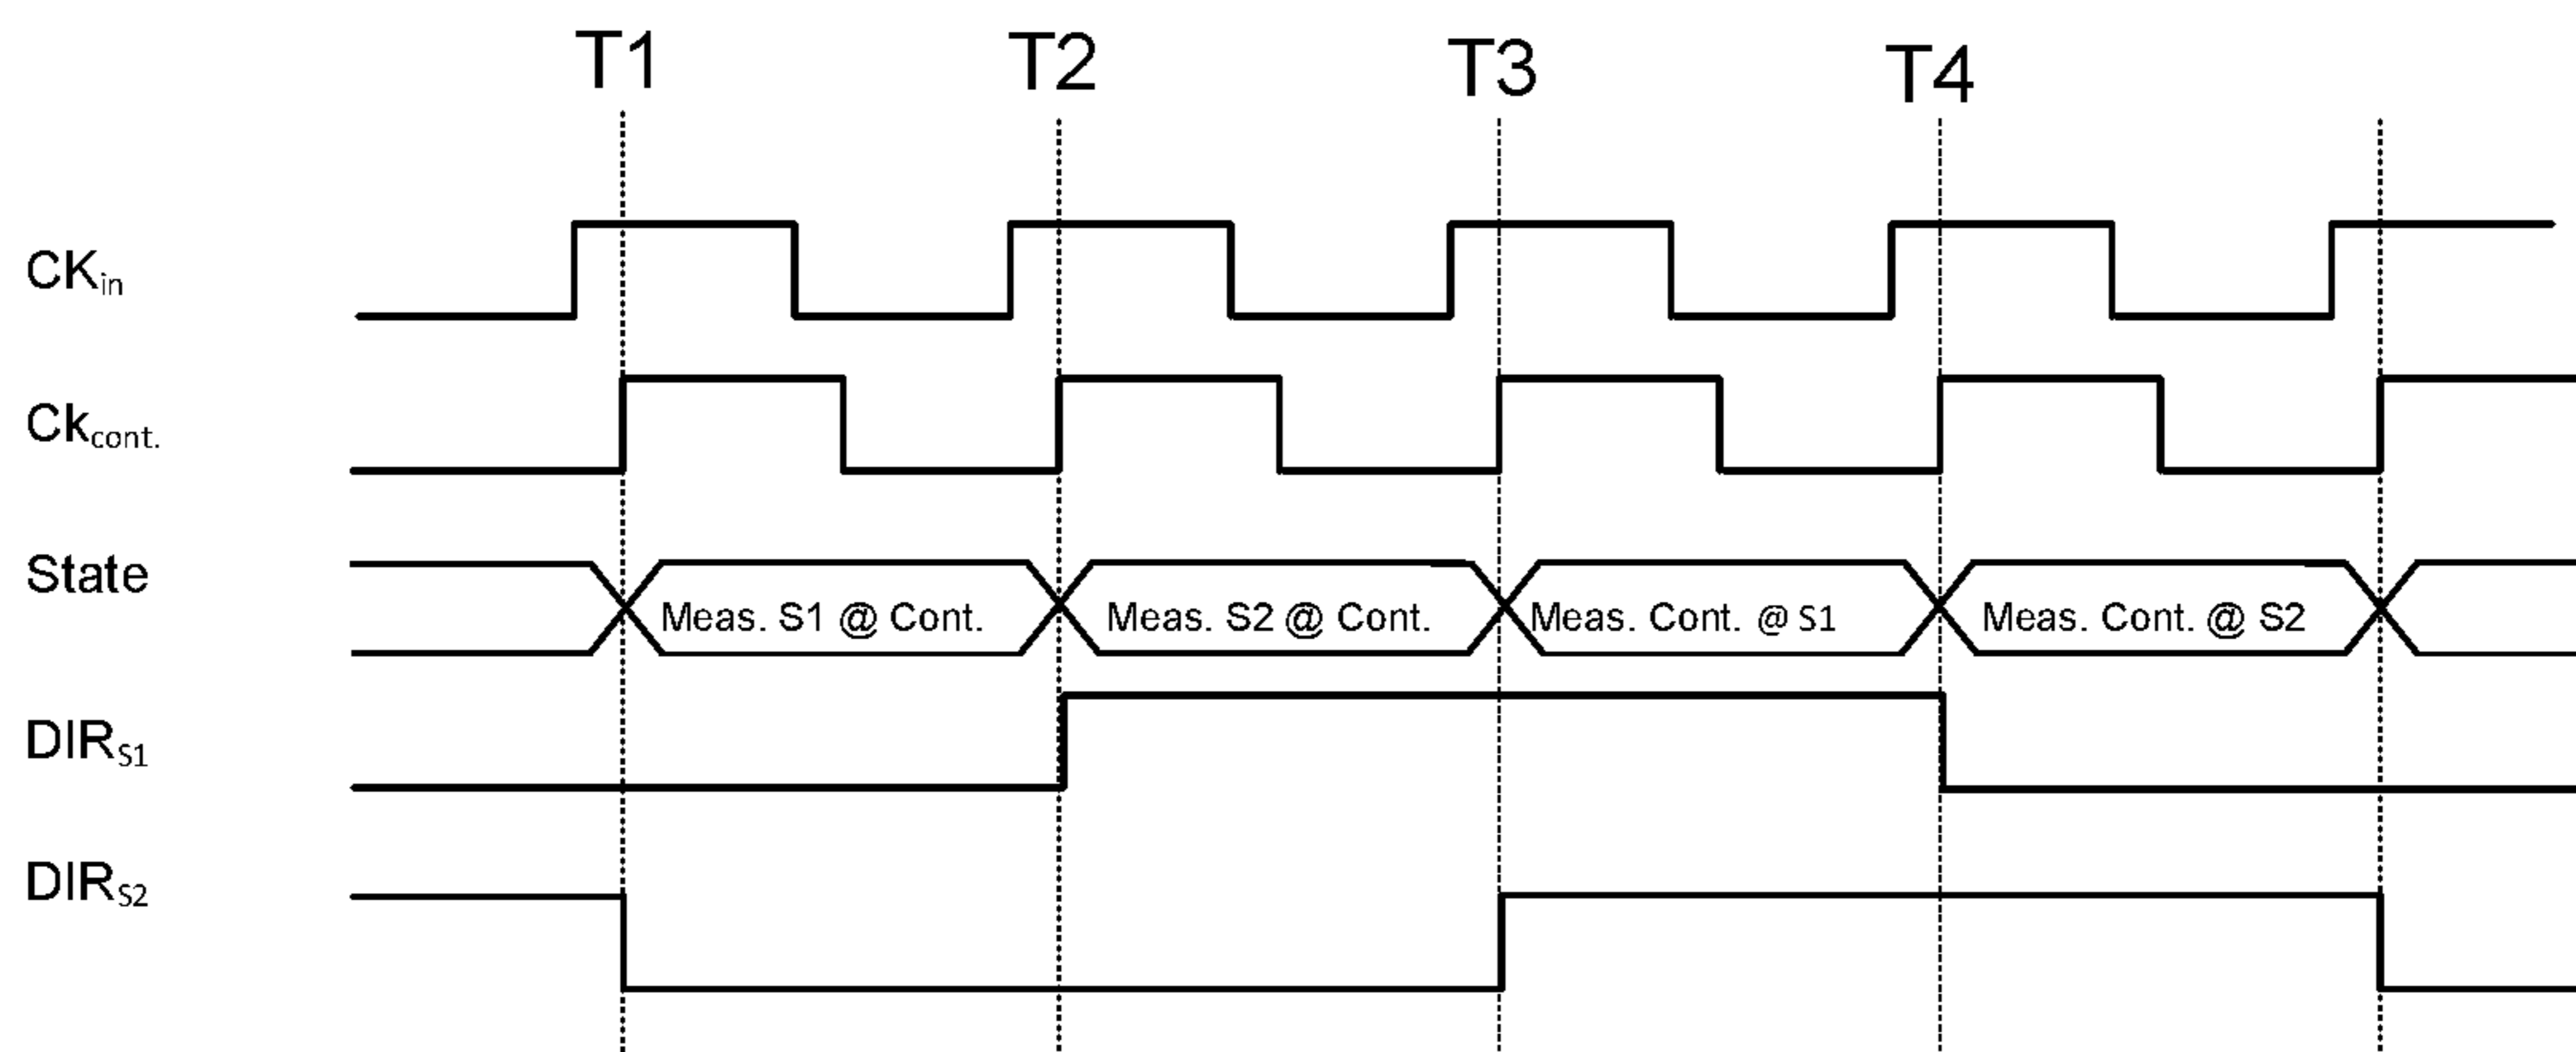 T1 T2 T3 T4
CKin
Ckcont.
State
Meas. S1 @ Cont. Meas. S2 @ Cont. Meas. Cont. @ S1 Meas. Cont. @ S2
DIRS1
DIRS2